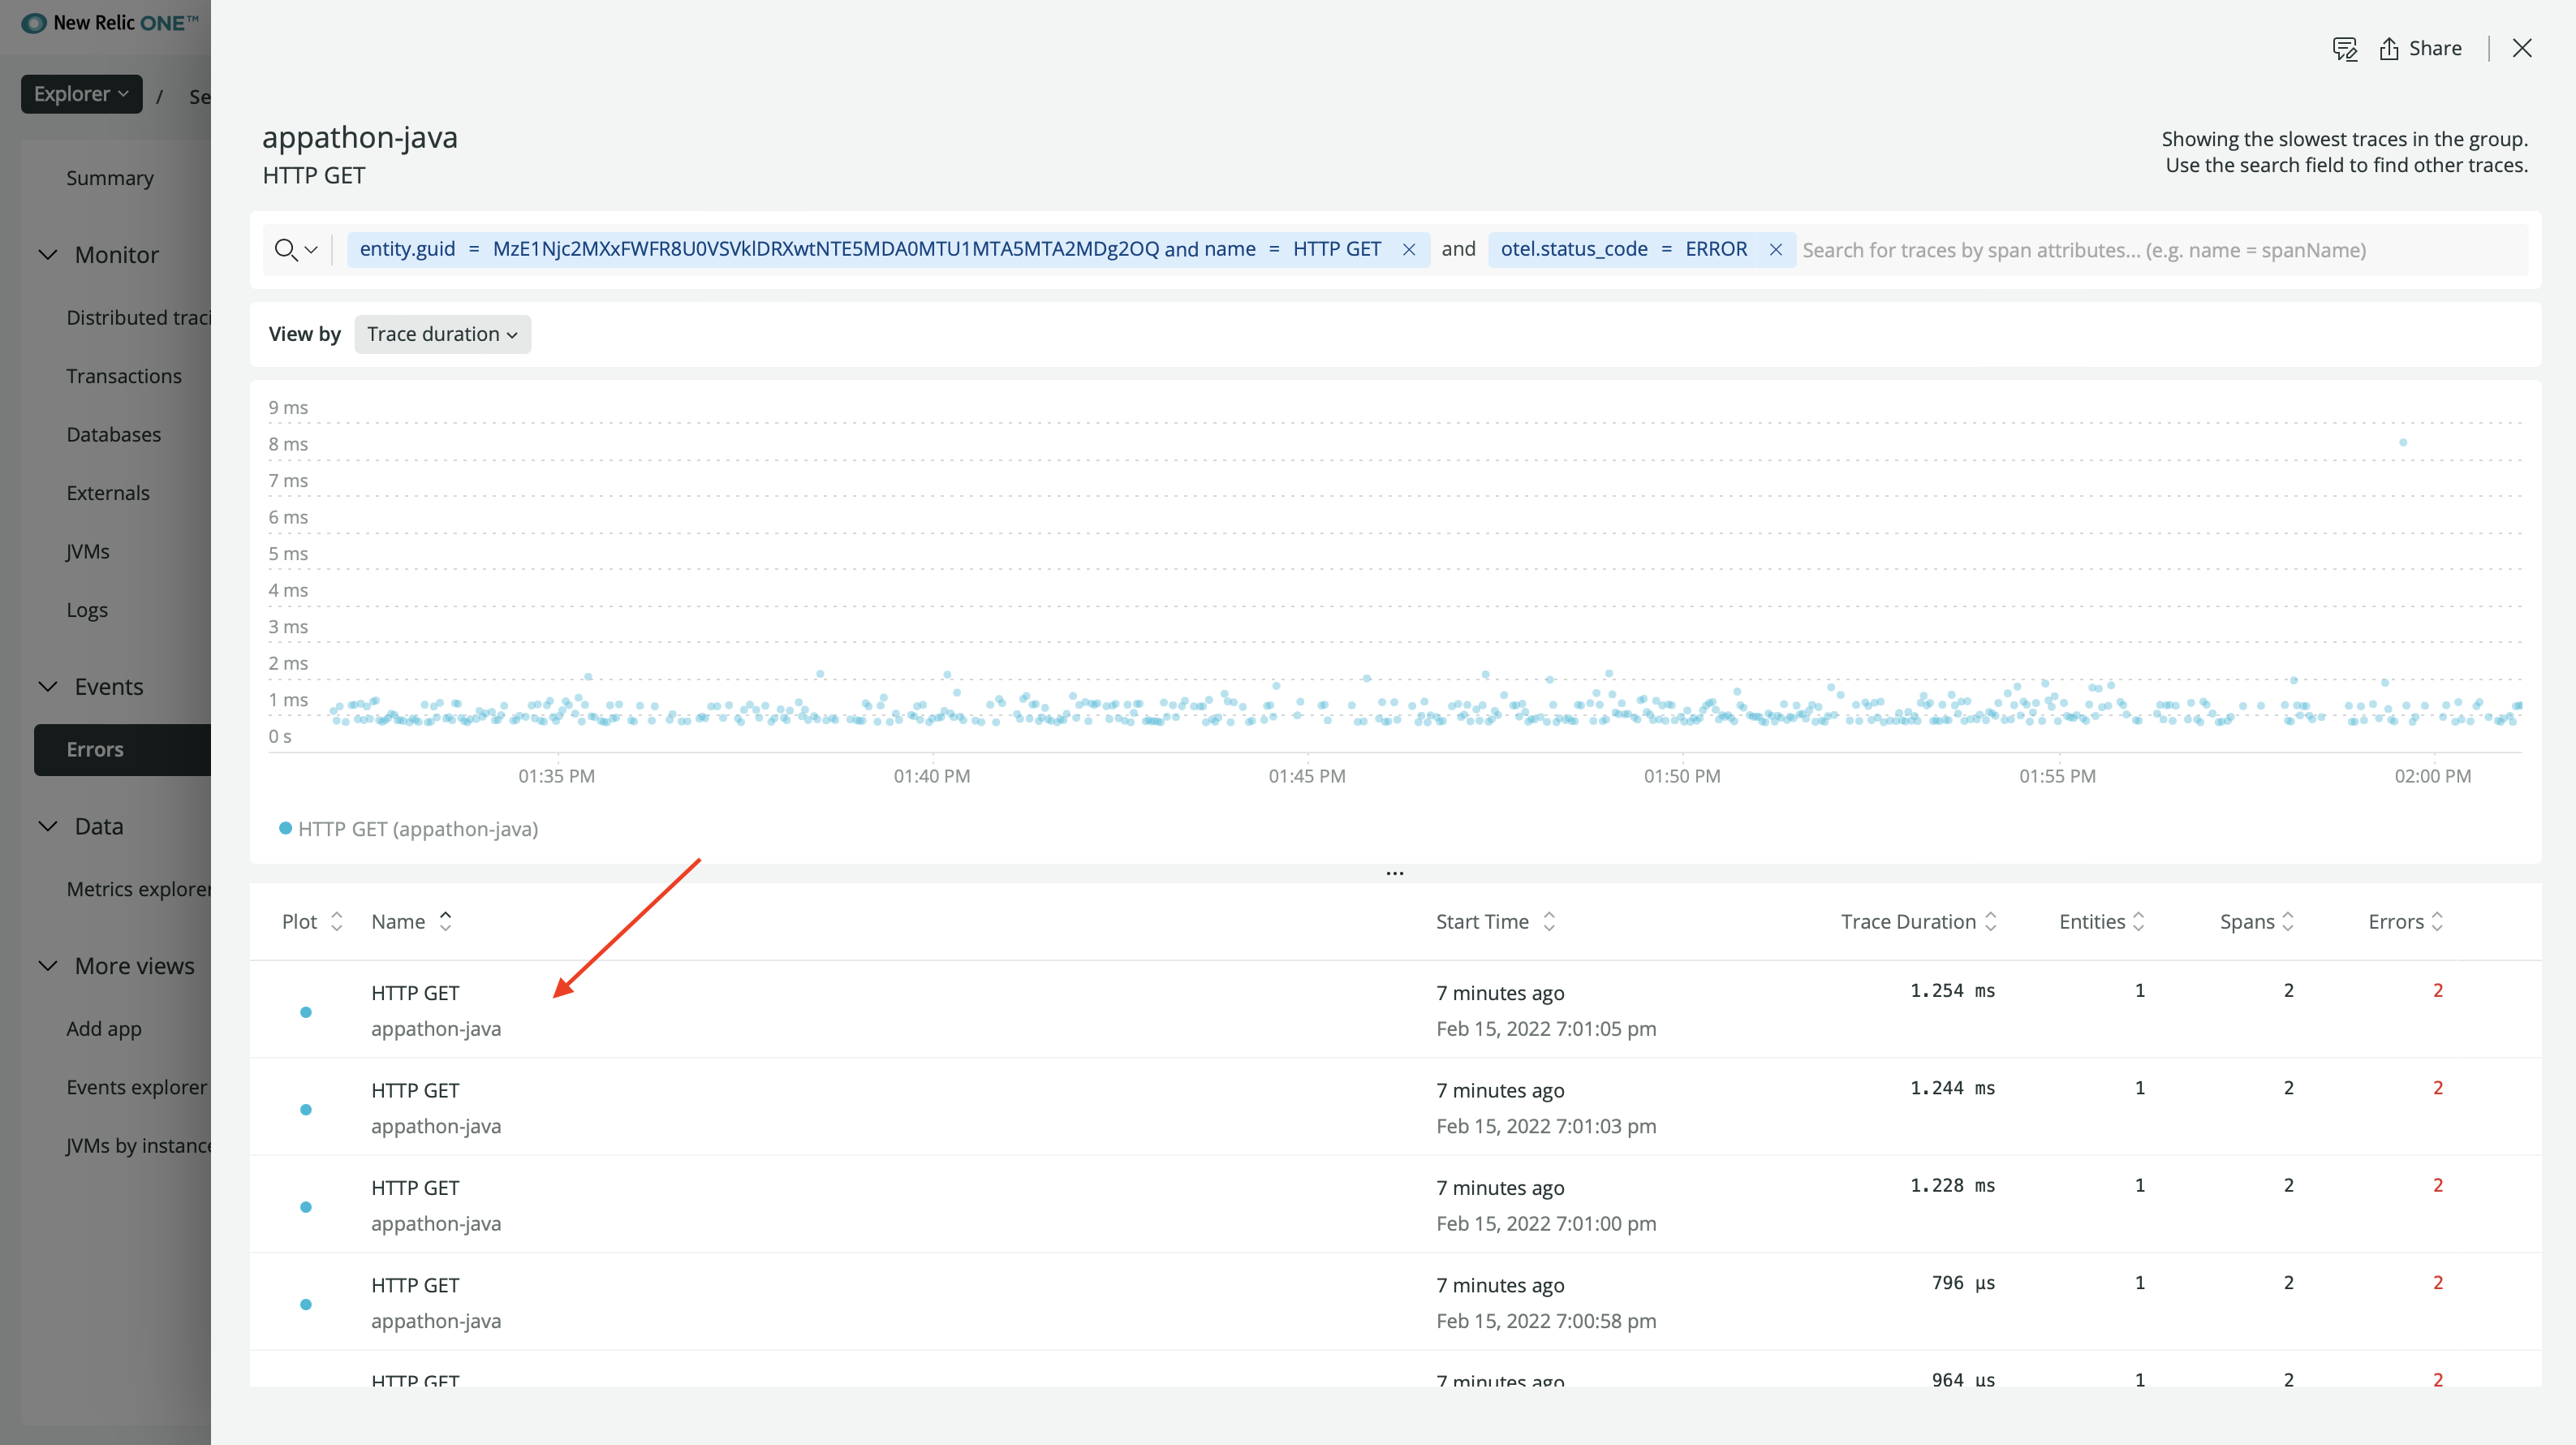 New Relic ONE™
Share
Explorer / Se
appathon-java
HTTP GET
Showing the slowest traces in the group.
Use the search field to find other traces.
Summary
Monitor
Distributed traci
Transactions
Databases
Externals
JVMs
Logs
Events
Errors
Data
Metrics explorer
More views
Add app
Events explorer
JVMs by instance
entity.guid = MzE1Njc2MXxFWFR8U0VSVklDRXwtNTE5MDA0MTU1MTA5MTA2MDg2OQ and name = HTTP GET and otel.status_code = ERROR Search for traces by span attributes... (e.g. name = spanName)
View by Trace duration
9 ms
8 ms
7 ms
6 ms
5 ms
4 ms
3 ms
2 ms
1 ms
0 s
01:35 PM 01:40 PM 01:45 PM 01:50 PM 01:55 PM 02:00 PM
HTTP GET (appathon-java)
...
Plot Name Start Time Trace Duration Entities Spans Errors
HTTP GET 7 minutes ago 1.254 ms 1 2 2
appathon-java Feb 15, 2022 7:01:05 pm
HTTP GET 7 minutes ago 1.244 ms 1 2 2
appathon-java Feb 15, 2022 7:01:03 pm
HTTP GET 7 minutes ago 1.228 ms 1 2 2
appathon-java Feb 15, 2022 7:01:00 pm
HTTP GET 7 minutes ago 796 µs 1 2 2
appathon-java Feb 15, 2022 7:00:58 pm
HTTP GET 7 minutes ago 964 µs 1 2 2